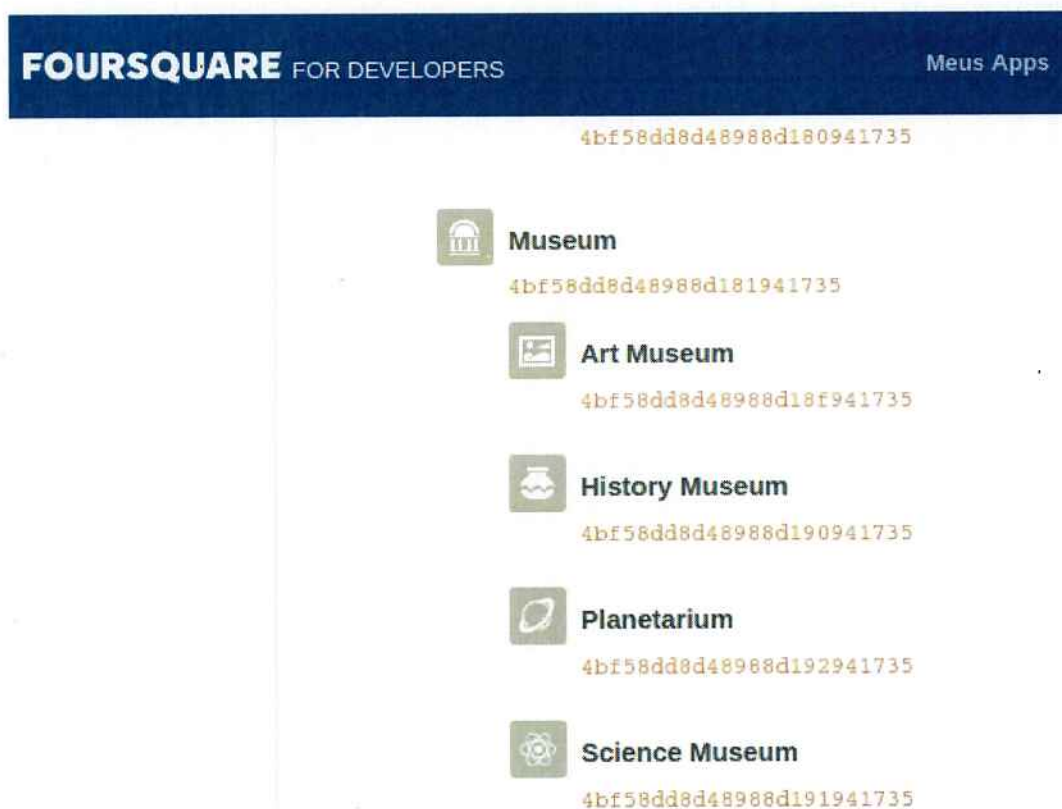 FOURSQUARE FOR DEVELOPERS
Meus Apps
4bf58dd8d48988d180941735
Museum
4bf58dd8d48988d181941735
Art Museum
4bf58dd8d48988d18f941735
History Museum
4bf58dd8d48988d190941735
Planetarium
4bf58dd8d48988d192941735
Science Museum
4bf58dd8d48988d191941735